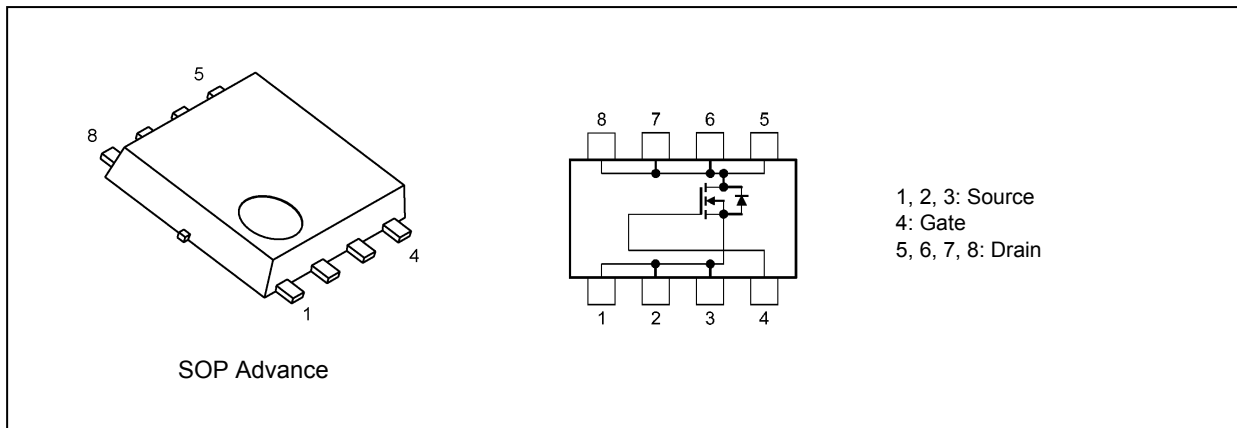 5
8
4
1
SOP Advance
8 7 6 5
1 2 3 4
1, 2, 3: Source
4: Gate
5, 6, 7, 8: Drain